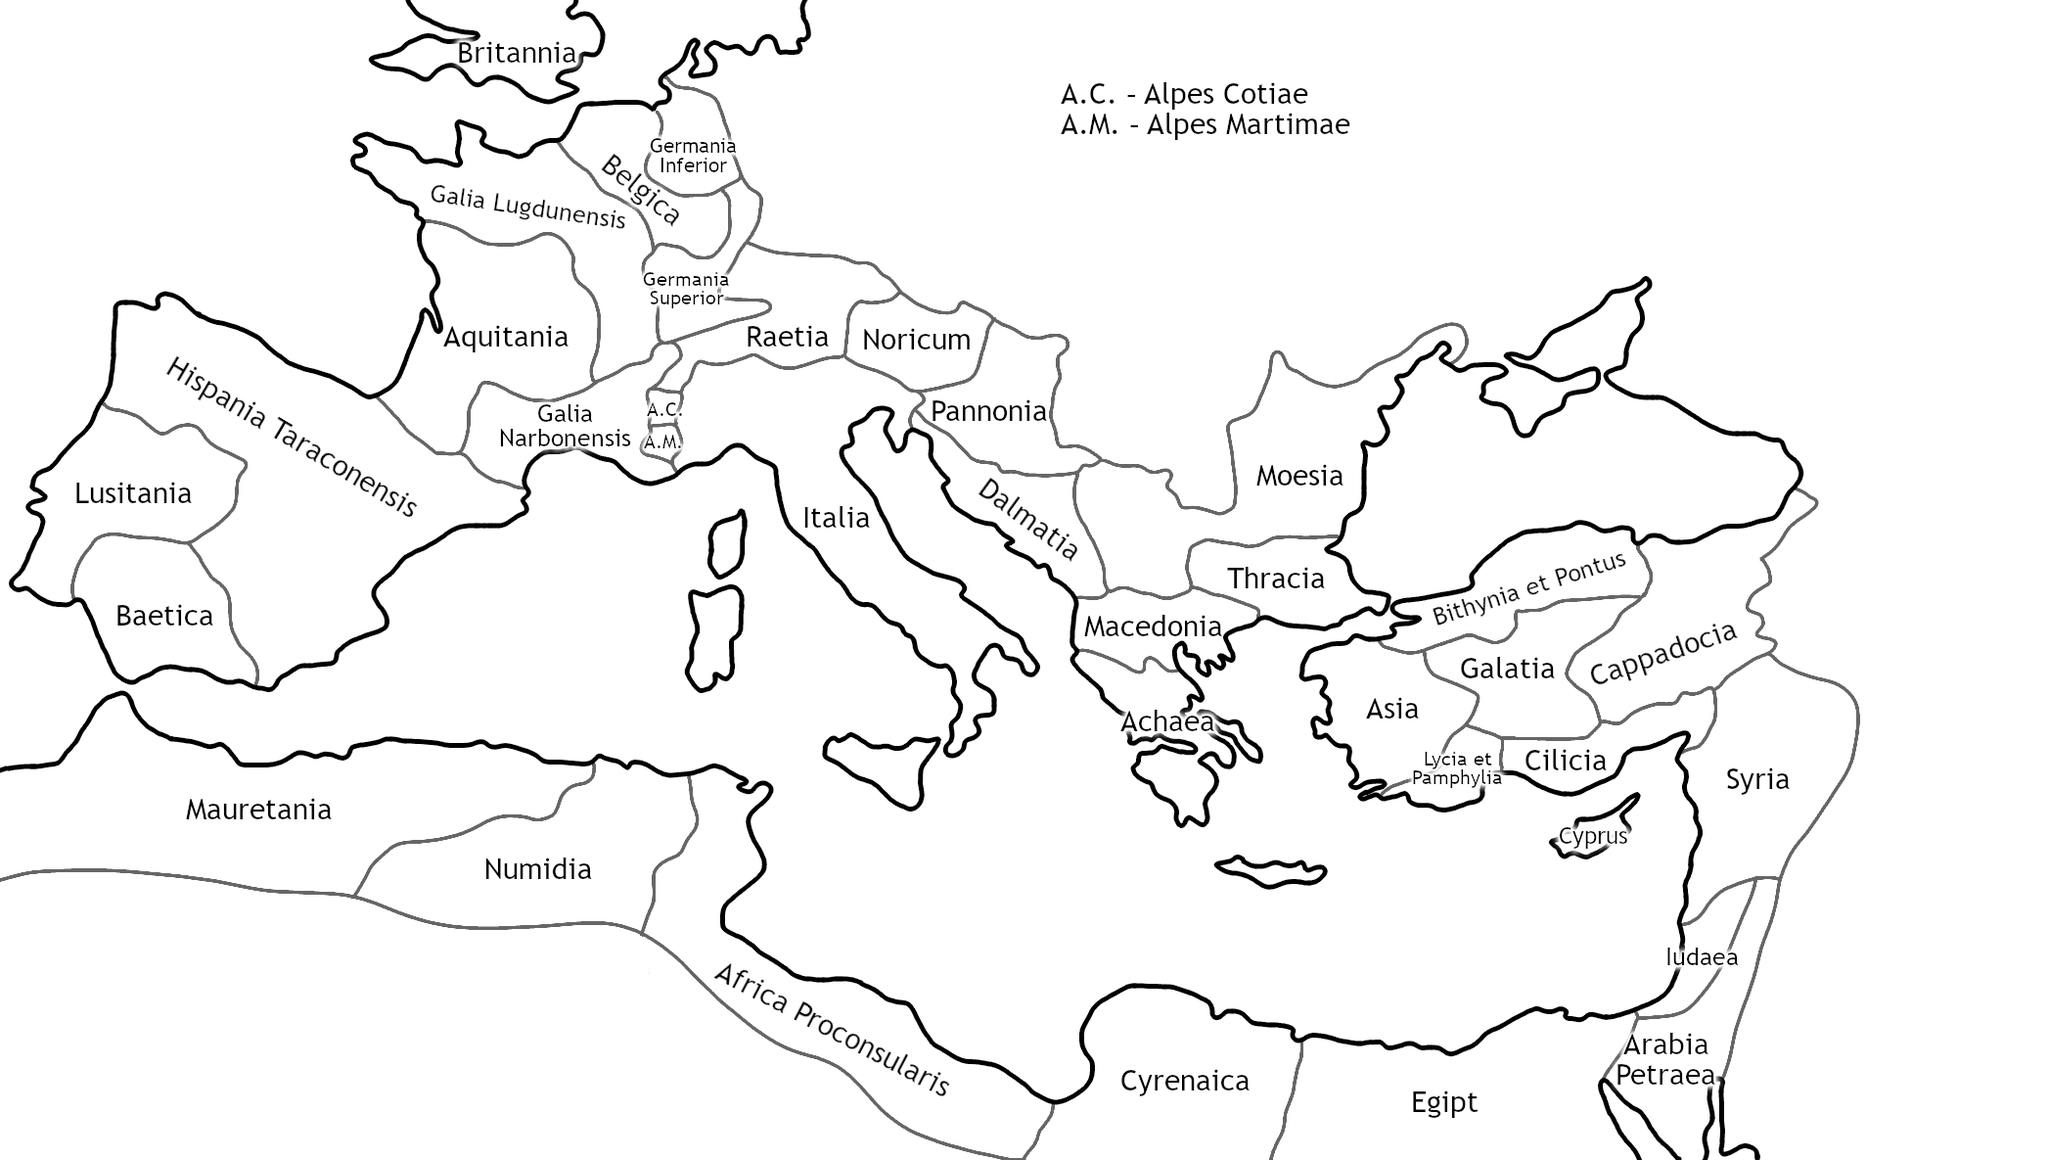 Britannia
A.C. - Alpes Cotiae
A.M. - Alpes Martimae
Germania
Inferior
Belgica
Galia Lugdunensis
Germania
Superior
Aquitania
Raetia
Noricum
Hispania Taraconensis
Galia
Narbonensis
A.C.
A.M.
Pannonia
Lusitania
Italia
Dalmatia
Moesia
Baetica
Thracia
Bithynia et Pontus
Macedonia
Galatia
Cappadocia
Asia
Achaea
Lycia et
Pamphylia
Cilicia
Syria
Mauretania
Cyprus
Numidia
Iudaea
Africa Proconsularis
Arabia
Petraea
Cyrenaica
Egipt